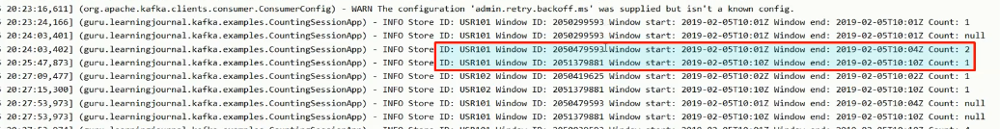 20:23:16,611] (org.apache.kafka.clients.consumer.ConsumerConfig) - WARN The configuration 'admin.retry.backoff.ms' was supplied but isn't a known config.
20:23:24,166] (guru.learningjournal.kafka.examples.CountingSessionApp) - INFO Store ID: USR101 Window ID: 2050299593 Window start: 2019-02-05T10:01Z Window end: 2019-02-05T10:01Z Count: 1
20:24:03,401] (guru.learningjournal.kafka.examples.CountingSessionApp) - INFO Store ID: USR101 Window ID: 2050299593 Window start: 2019-02-05T10:01Z Window end: 2019-02-05T10:01Z Count: null
20:24:03,402] (guru.learningjournal.kafka.examples.CountingSessionApp) - INFO Store ID: USR101 Window ID: 2050479593 Window start: 2019-02-05T10:01Z Window end: 2019-02-05T10:04Z Count: 2
20:25:47,873] (guru.learningjournal.kafka.examples.CountingSessionApp) - INFO Store ID: USR101 Window ID: 2051379881 Window start: 2019-02-05T10:10Z Window end: 2019-02-05T10:10Z Count: 1
20:27:09,477] (guru.learningjournal.kafka.examples.CountingSessionApp) - INFO Store ID: USR102 Window ID: 2050419625 Window start: 2019-02-05T10:02Z Window end: 2019-02-05T10:02Z Count: 1
20:27:15,300] (guru.learningjournal.kafka.examples.CountingSessionApp) - INFO Store ID: USR102 Window ID: 2051379881 Window start: 2019-02-05T10:10Z Window end: 2019-02-05T10:10Z Count: 1
20:27:53,973] (guru.learningjournal.kafka.examples.CountingSessionApp) - INFO Store ID: USR101 Window ID: 2050479593 Window start: 2019-02-05T10:01Z Window end: 2019-02-05T10:04Z Count: null
20:27:53,973] (guru.learningjournal.kafka.examples.CountingSessionApp) - INFO Store ID: USR101 Window ID: 2051379881 Window start: 2019-02-05T10:10Z Window end: 2019-02-05T10:10Z Count: null